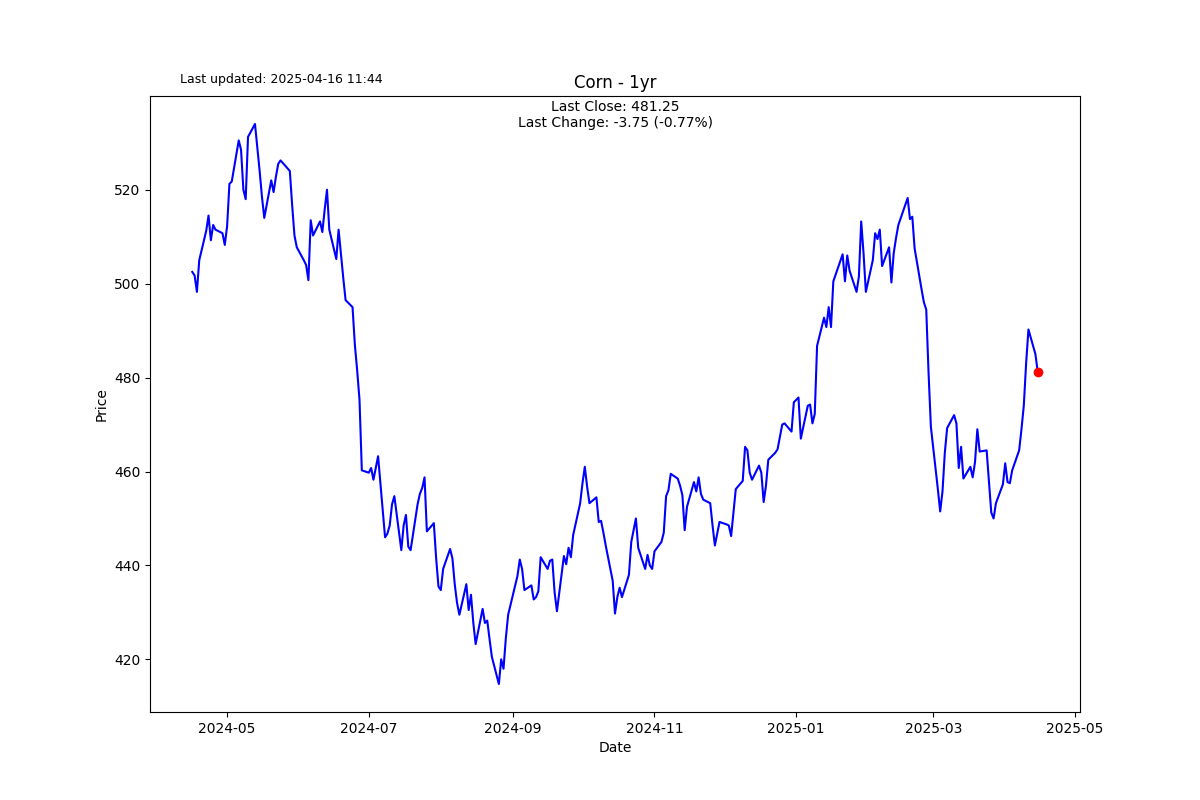 Last updated: 2025-04-16 11:44
Corn - 1yr
Last Close: 481.25
Last Change: -3.75 (-0.77%)
520
500
480
460
440
420
Price
2024-05
2024-07
2024-09
2024-11
2025-01
2025-03
2025-05
Date